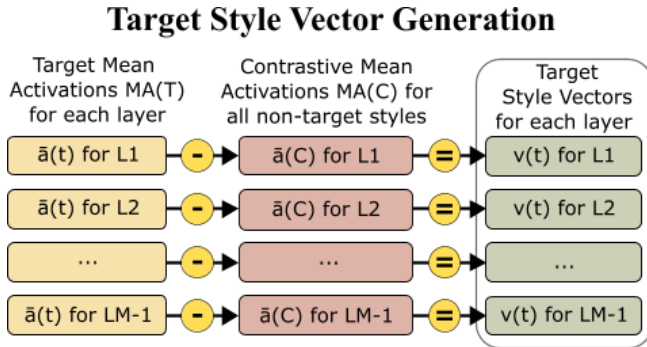 Target Style Vector Generation
Target Mean
Activations MA(T)
for each layer
Contrastive Mean
Activations MA(C) for
all non-target styles
Target
Style Vectors
for each layer
ā(t) for L1 - ā(C) for L1 = v(t) for L1
ā(t) for L2 - ā(C) for L2 = v(t) for L2
... - ... = ...
ā(t) for LM-1 - ā(C) for LM-1 = v(t) for LM-1